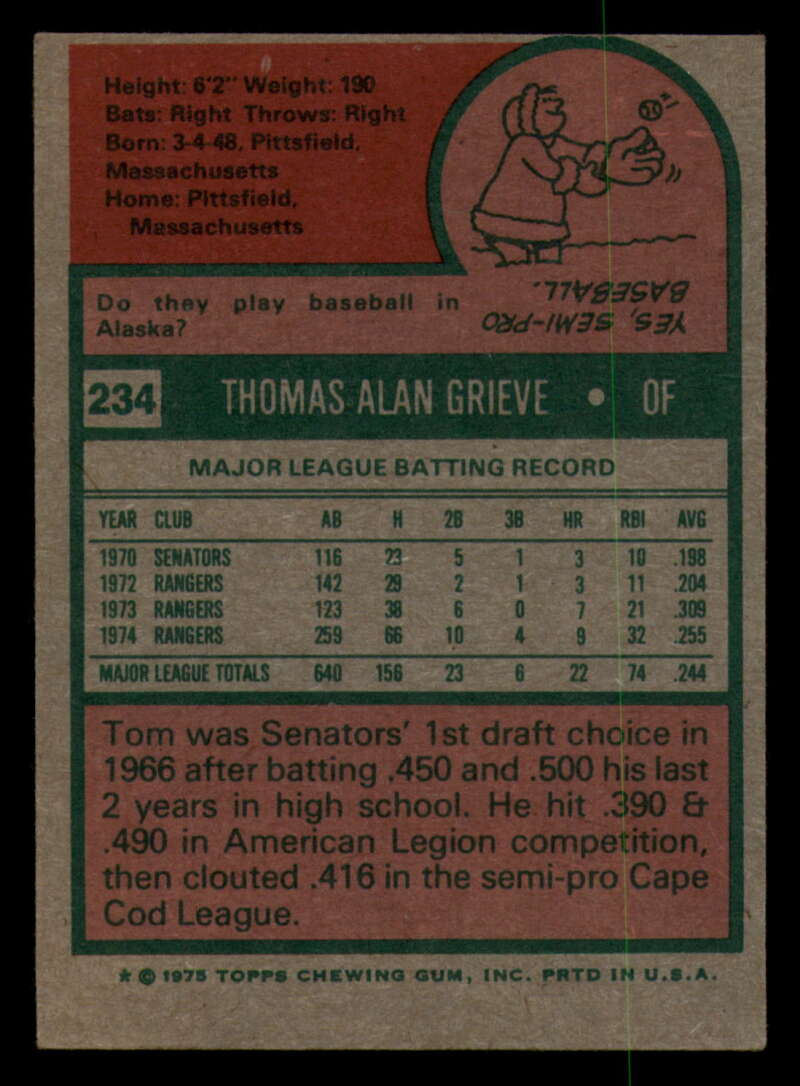 Height: 6'2" Weight: 190
Bats: Right Throws: Right
Born: 3-4-48, Pittsfield,
Massachusetts
Home: Pittsfield,
Massachusetts
Do they play baseball in
Alaska?
YES, SEMI-PRO
BASEBALL.
234 THOMAS ALAN GRIEVE • OF
MAJOR LEAGUE BATTING RECORD
YEAR CLUB AB H 2B 3B HR RBI AVG
1970 SENATORS 116 23 5 1 3 10 .198
1972 RANGERS 142 29 2 1 3 11 .204
1973 RANGERS 123 38 6 0 7 21 .309
1974 RANGERS 259 66 10 4 9 32 .255
MAJOR LEAGUE TOTALS 640 156 23 6 22 74 .244
Tom was Senators' 1st draft choice in
1966 after batting .450 and .500 his last
2 years in high school. He hit .390 &
.490 in American Legion competition,
then clouted .416 in the semi-pro Cape
Cod League.
* © 1975 TOPPS CHEWING GUM, INC. PRTD IN U.S.A.